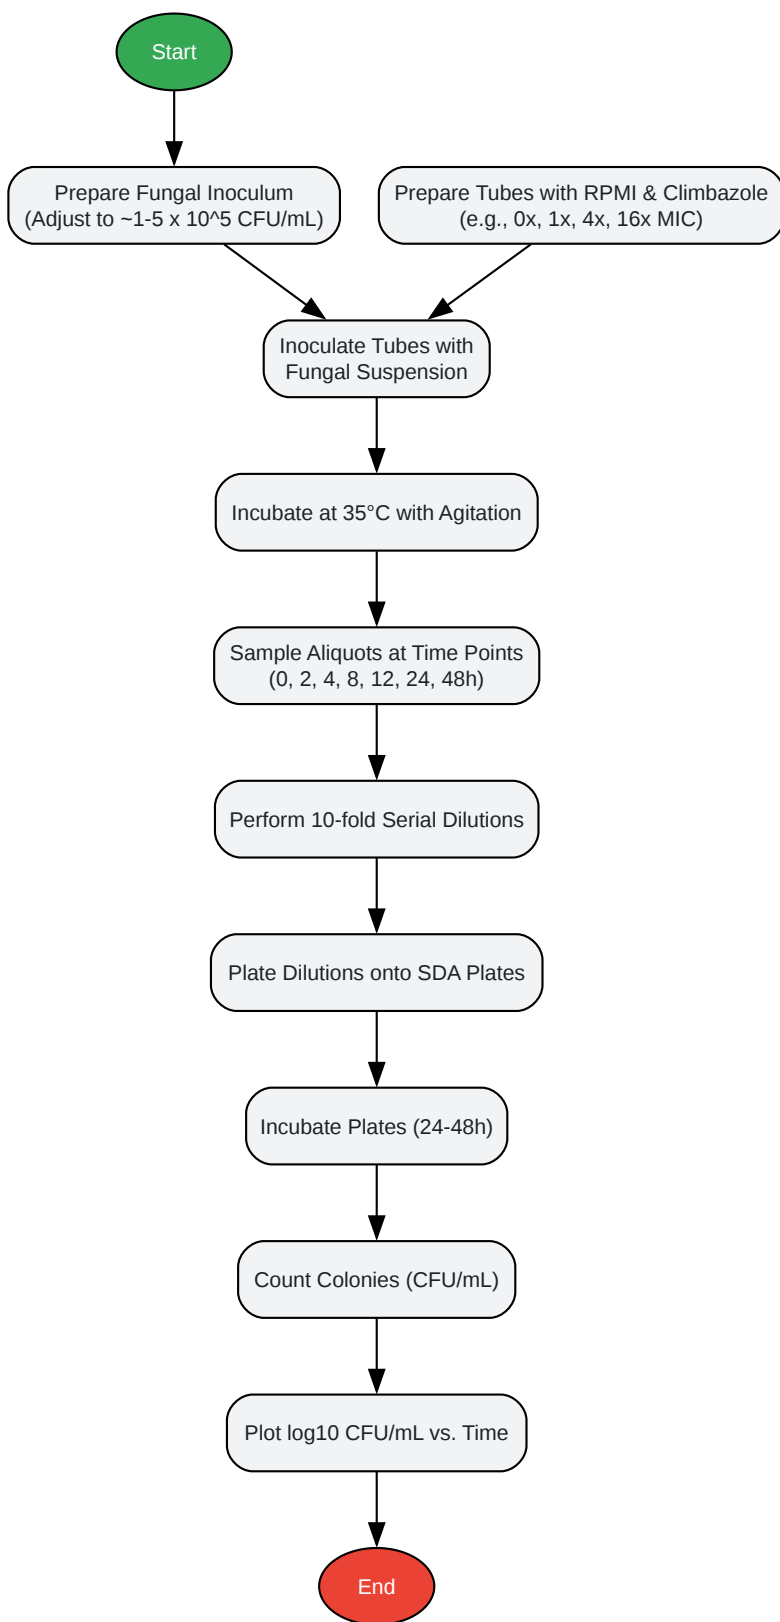 Start
Prepare Fungal Inoculum
(Adjust to ~1-5 x 10^5 CFU/mL)
Prepare Tubes with RPMI & Climbazole
(e.g., 0x, 1x, 4x, 16x MIC)
Inoculate Tubes with
Fungal Suspension
Incubate at 35°C with Agitation
Sample Aliquots at Time Points
(0, 2, 4, 8, 12, 24, 48h)
Perform 10-fold Serial Dilutions
Plate Dilutions onto SDA Plates
Incubate Plates (24-48h)
Count Colonies (CFU/mL)
Plot log10 CFU/mL vs. Time
End